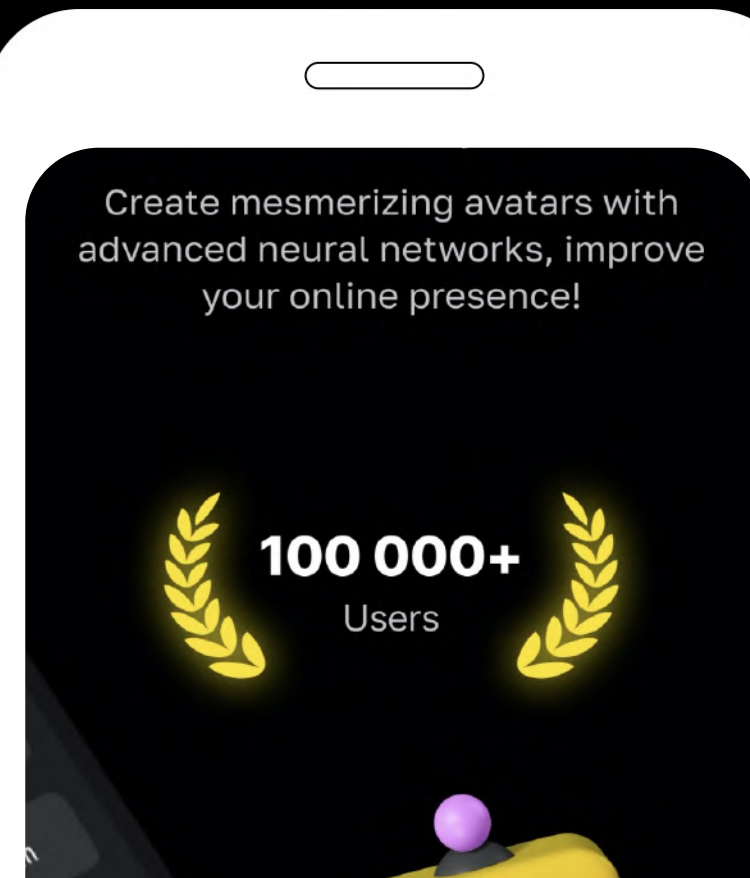 Create mesmerizing avatars with
advanced neural networks, improve
your online presence!
100 000+
Users